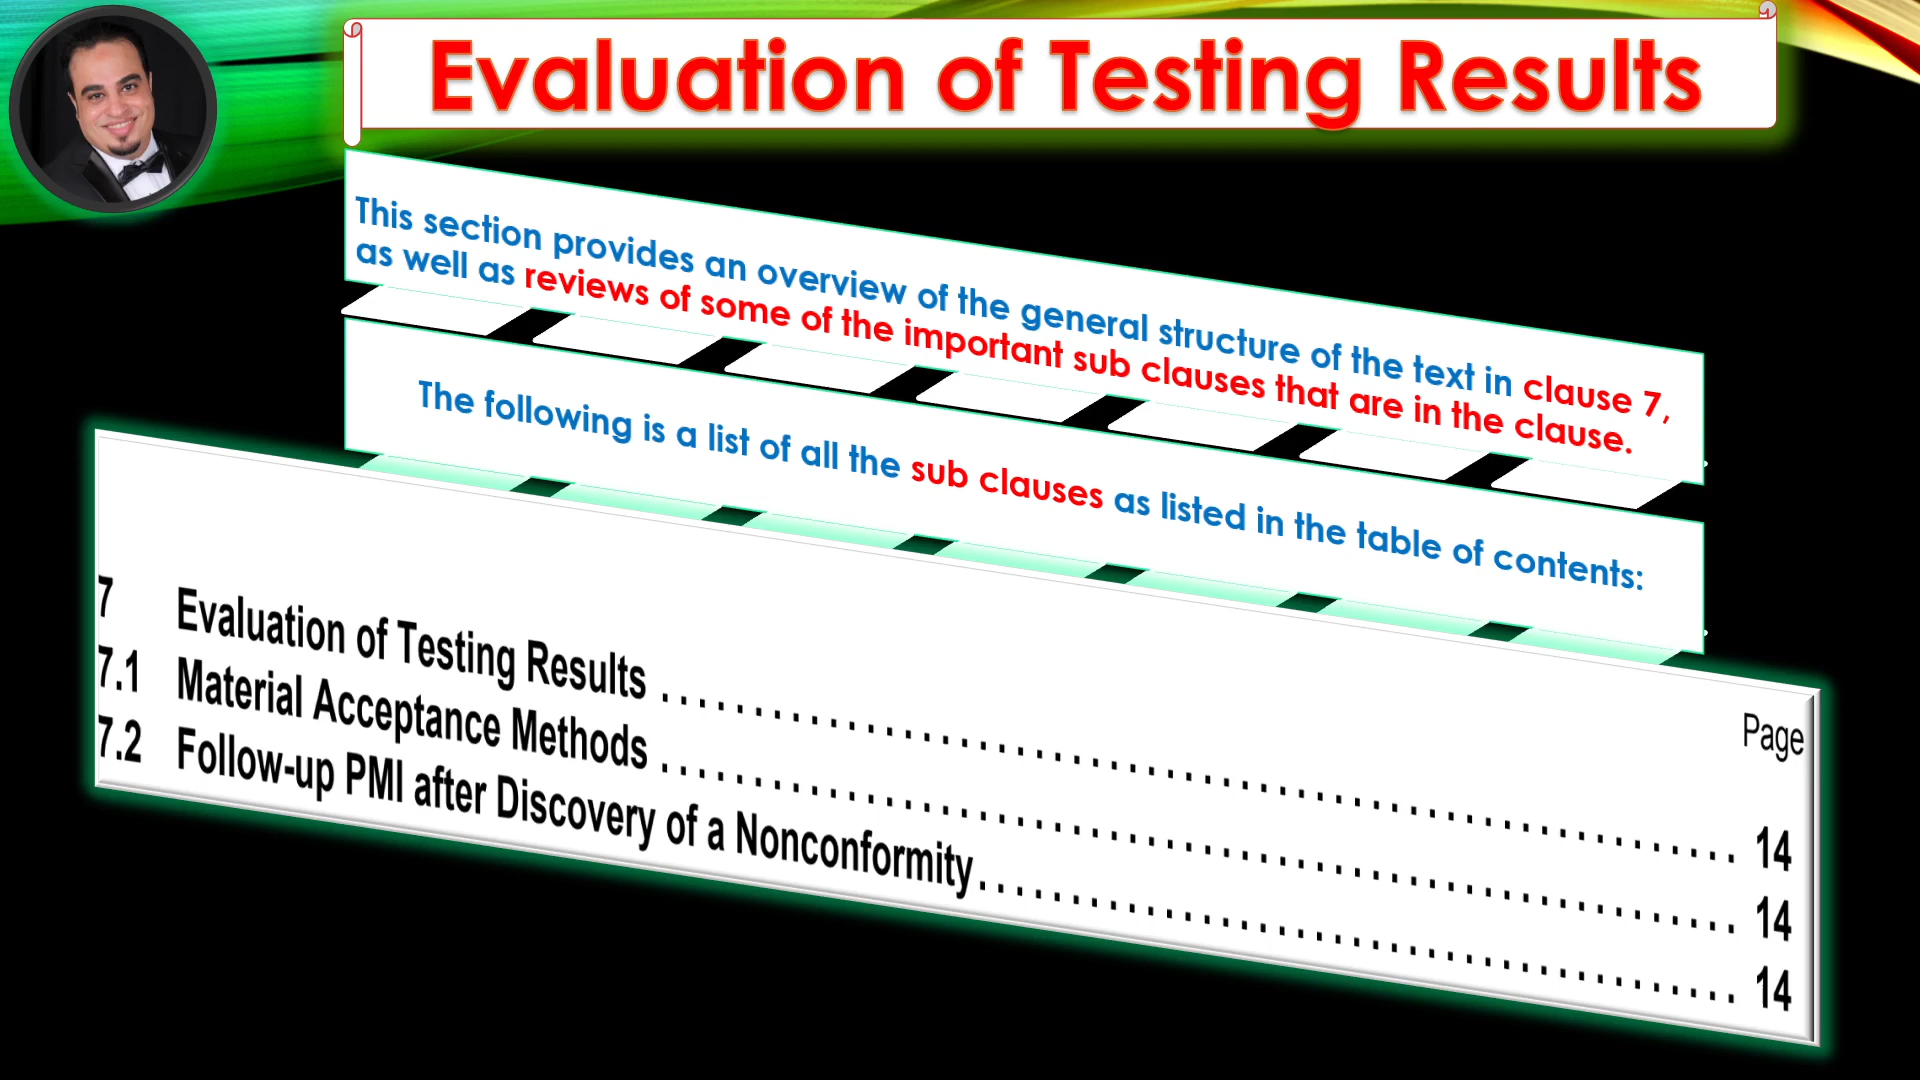 Evaluation of Testing Results
This section provides an overview of the general structure of the text in clause 7,
as well as reviews of some of the important sub clauses that are in the clause.
The following is a list of all the sub clauses as listed in the table of contents:
Page
7 Evaluation of Testing Results . . . . . . . . . . . . . . . . . . . . . . . . . . . . . . . . . . . . . . . . . . . . . . . . . . . . . . . . . 14
7.1 Material Acceptance Methods . . . . . . . . . . . . . . . . . . . . . . . . . . . . . . . . . . . . . . . . . . . . . . . . . . . . . . . . . 14
7.2 Follow-up PMI after Discovery of a Nonconformity . . . . . . . . . . . . . . . . . . . . . . . . . . . . . . . . . . . . . . . . . 14